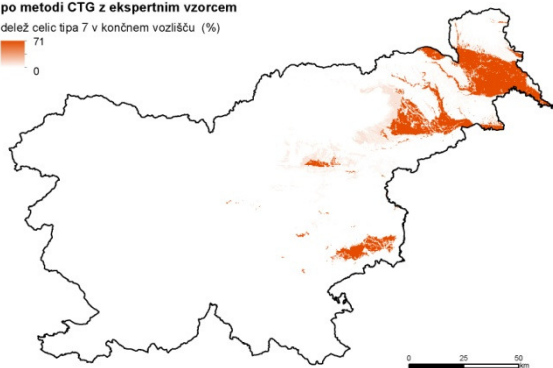 po metodi CTG z ekspertnim vzorcem
delež celic tipa 7 v končnem vozlišču (%)
71
0
0 25 50
km